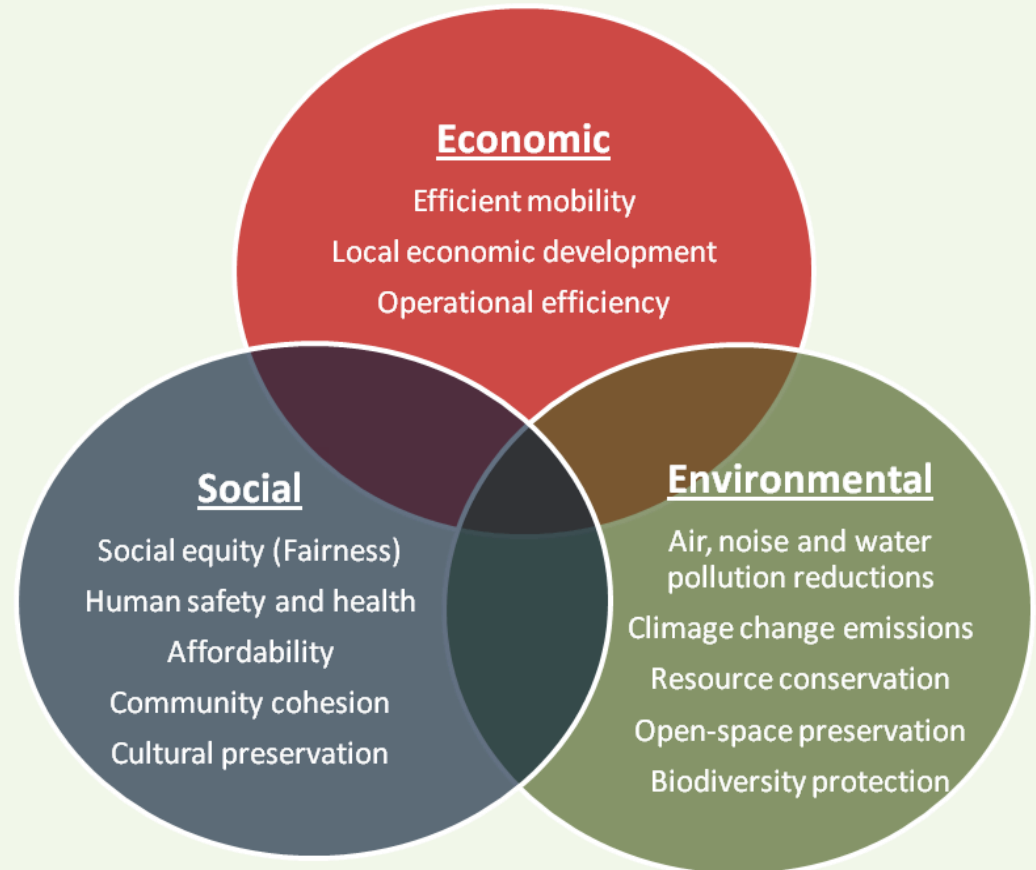 Economic
Efficient mobility
Local economic development
Operational efficiency
Social
Social equity (Fairness)
Human safety and health
Affordability
Community cohesion
Cultural preservation
Environmental
Air, noise and water
pollution reductions
Climage change emissions
Resource conservation
Open-space preservation
Biodiversity protection